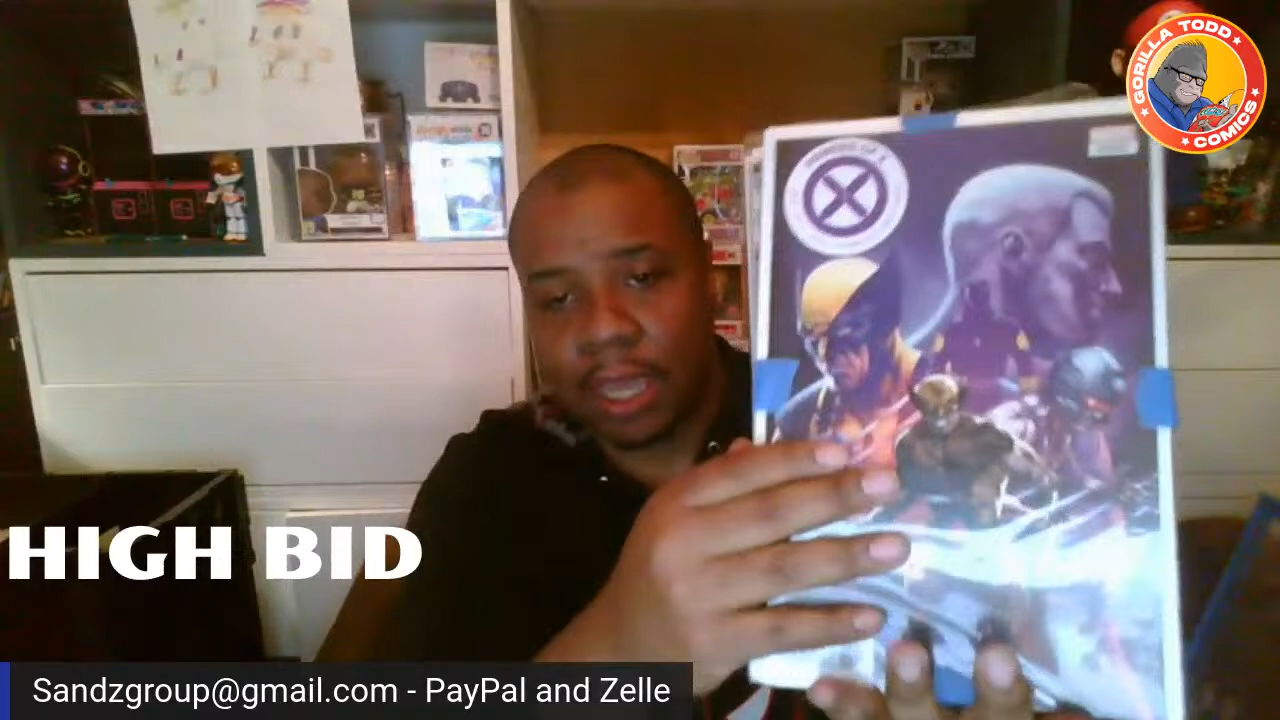 GORILLA TODD
COMICS
HIGH BID
Sandzgroup@gmail.com - PayPal and Zelle